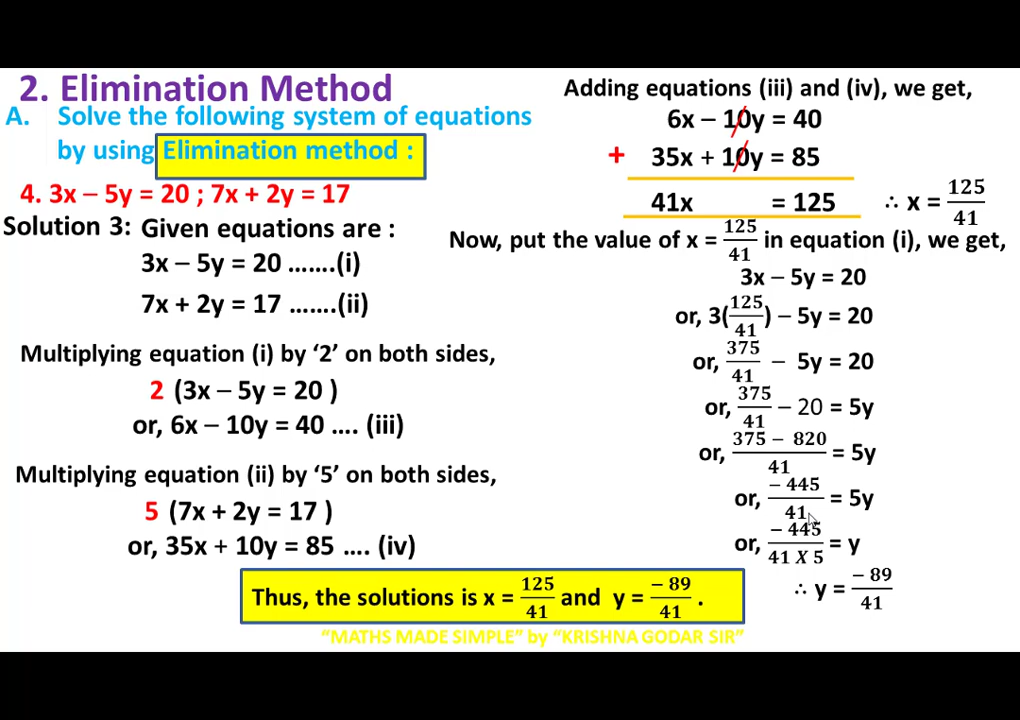 2. Elimination Method
A. Solve the following system of equations
by using Elimination method :
4. 3x – 5y = 20 ; 7x + 2y = 17
Solution 3: Given equations are :
3x – 5y = 20 …….(i)
7x + 2y = 17 …….(ii)
Multiplying equation (i) by ‘2’ on both sides,
2 (3x – 5y = 20 )
or, 6x – 10y = 40 …. (iii)
Multiplying equation (ii) by ‘5’ on both sides,
5 (7x + 2y = 17 )
or, 35x + 10y = 85 …. (iv)
Adding equations (iii) and (iv), we get,
6x – 10y = 40
+ 35x + 10y = 85
41x = 125 ∴ x = 125/41
Now, put the value of x = 125/41 in equation (i), we get,
3x – 5y = 20
or, 3(125/41) – 5y = 20
or, 375/41 – 5y = 20
or, 375/41 – 20 = 5y
or, 375 – 820/41 = 5y
or, – 445/41 = 5y
or, – 445/41 X 5 = y
∴ y = – 89/41
Thus, the solutions is x = 125/41 and y = – 89/41 .
“MATHS MADE SIMPLE” by “KRISHNA GODAR SIR”